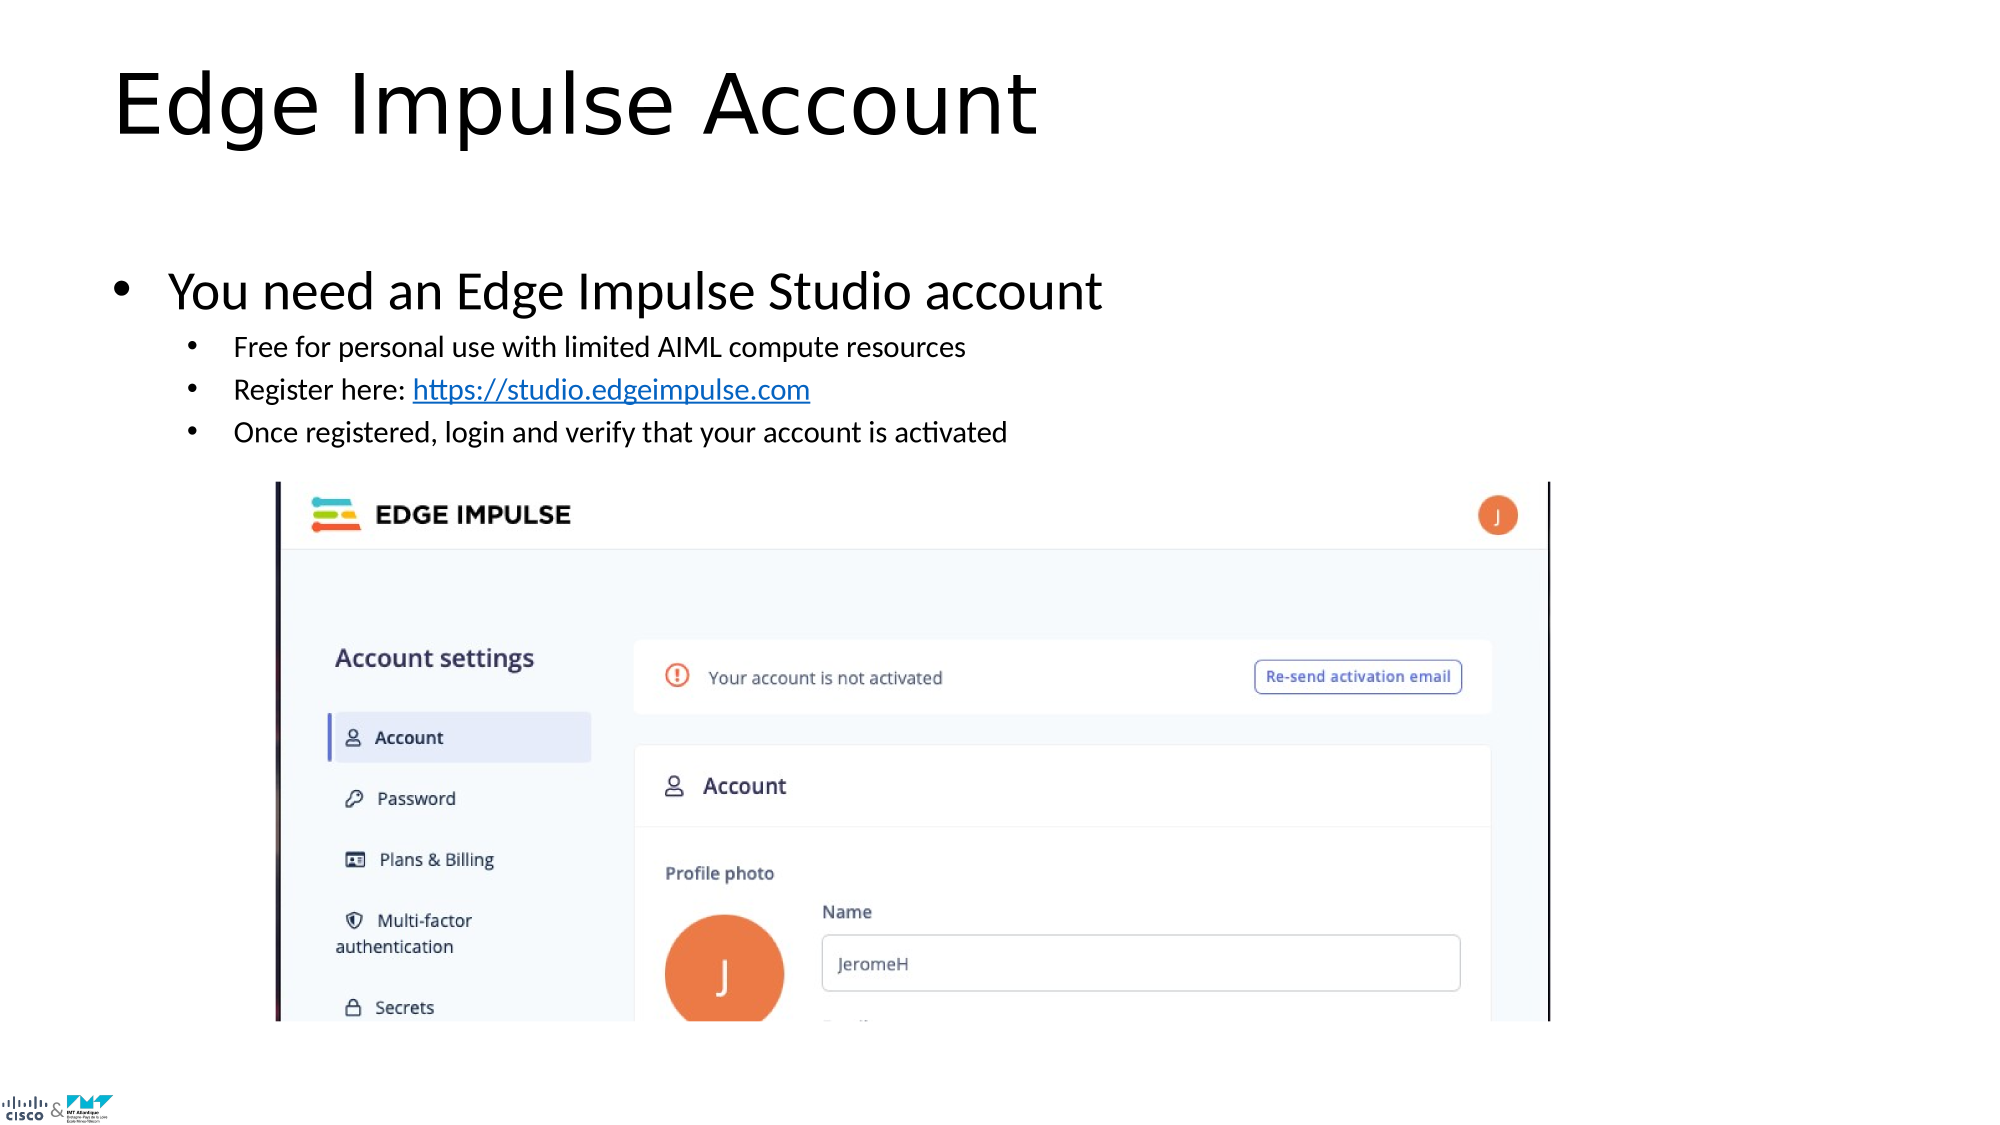 Edge Impulse Account
• You need an Edge Impulse Studio account
• Free for personal use with limited AIML compute resources
• Register here: https://studio.edgeimpulse.com
• Once registered, login and verify that your account is activated
EDGE IMPULSE
J
Account settings
Your account is not activated
Re-send activation email
Account
Password
Plans & Billing
Multi-factor
authentication
Secrets
Account
Profile photo
J
Name
JeromeH
CISCO & IMT Atlantique